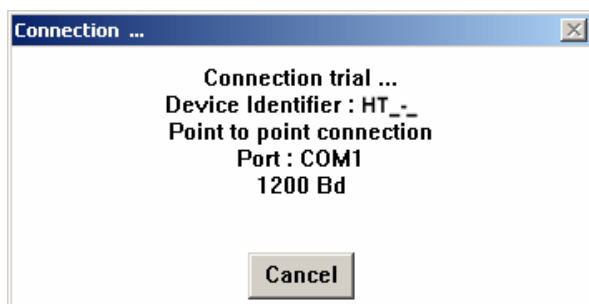 Connection ...
Connection trial ...
Device Identifier : HT_-_
Point to point connection
Port : COM1
1200 Bd
Cancel